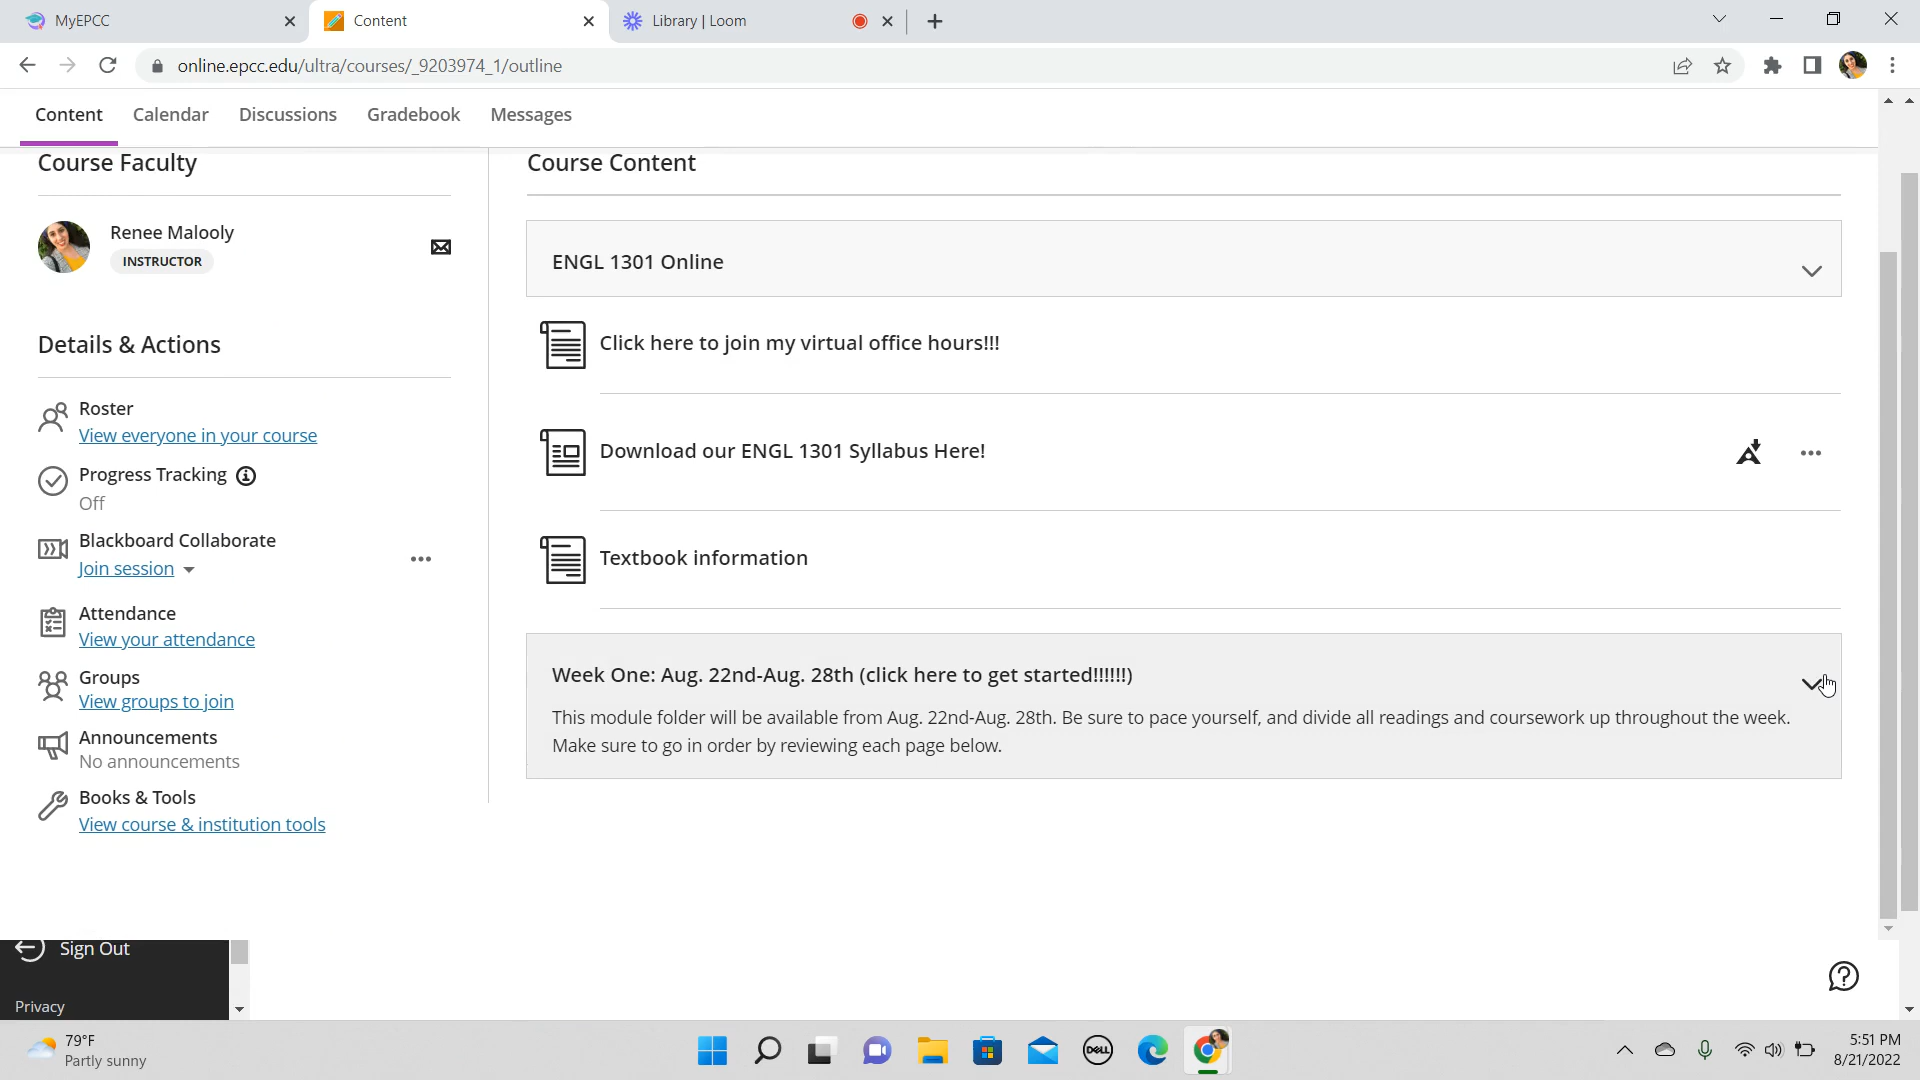 MyEPCC
Content
Library | Loom
online.epcc.edu/ultra/courses/_9203974_1/outline
Content
Calendar
Discussions
Gradebook
Messages
Course Faculty
Renee Malooly
INSTRUCTOR
Details & Actions
Roster
View everyone in your course
Progress Tracking
Off
Blackboard Collaborate
Join session
Attendance
View your attendance
Groups
View groups to join
Announcements
No announcements
Books & Tools
View course & institution tools
Course Content
ENGL 1301 Online
Click here to join my virtual office hours!!!
Download our ENGL 1301 Syllabus Here!
Textbook information
Week One: Aug. 22nd-Aug. 28th (click here to get started!!!!!!)
This module folder will be available from Aug. 22nd-Aug. 28th. Be sure to pace yourself, and divide all readings and coursework up throughout the week.
Make sure to go in order by reviewing each page below.
Sign Out
Privacy
79°F
Partly sunny
DELL
5:51 PM
8/21/2022